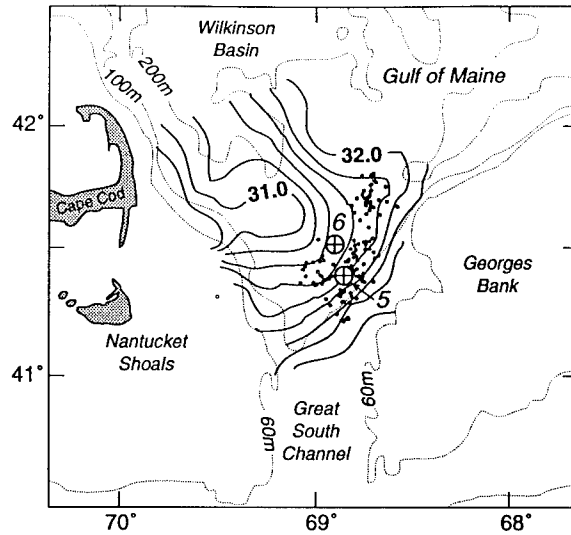 Wilkinson
Basin
Gulf of Maine
100m
200m
42°
32.0
31.0
Cape Cod
6
Georges
Bank
5
Nantucket
Shoals
41°
60m
60m
Great
South
Channel
70°
69°
68°